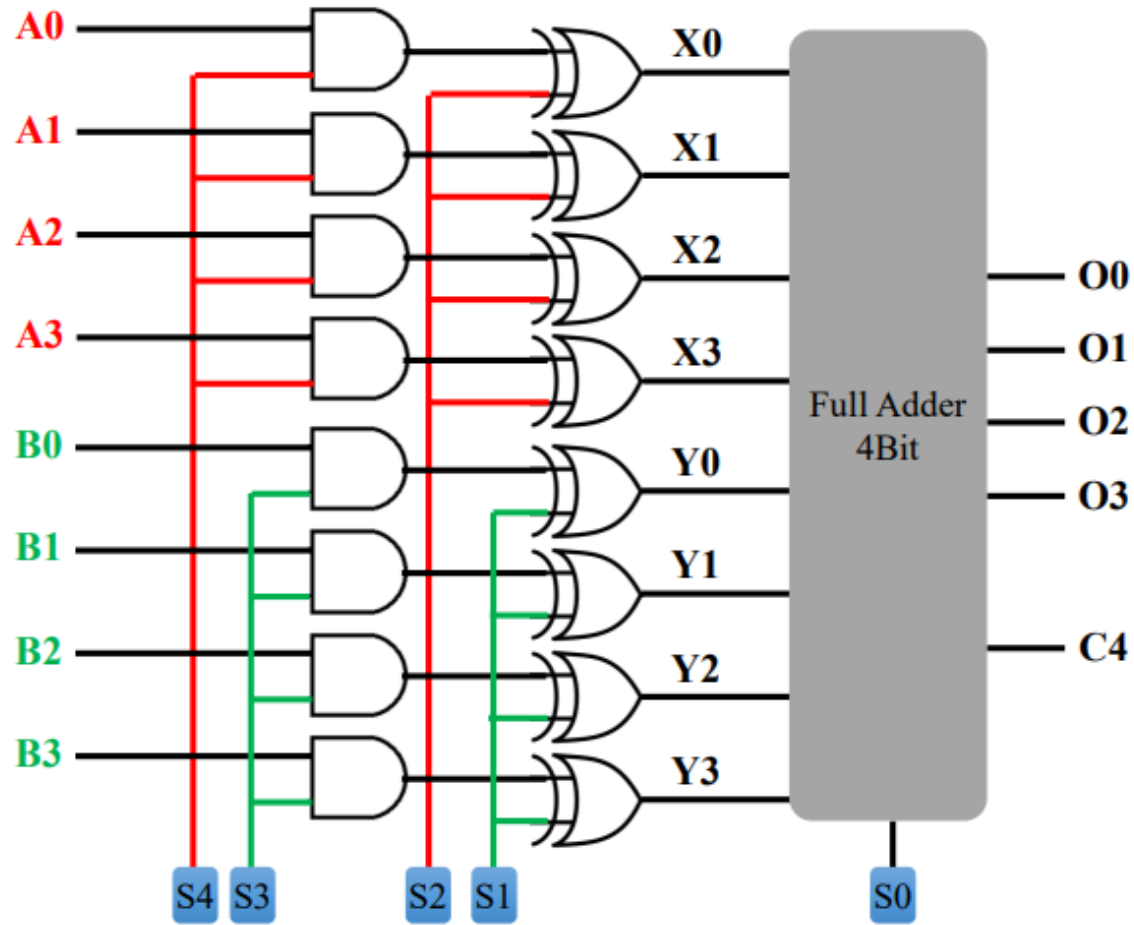 A0
X0
A1
X1
A2
X2
O0
A3
X3
O1
Full Adder
4Bit
O2
B0
Y0
O3
B1
Y1
B2
Y2
C4
B3
Y3
S4 S3 S2 S1 S0